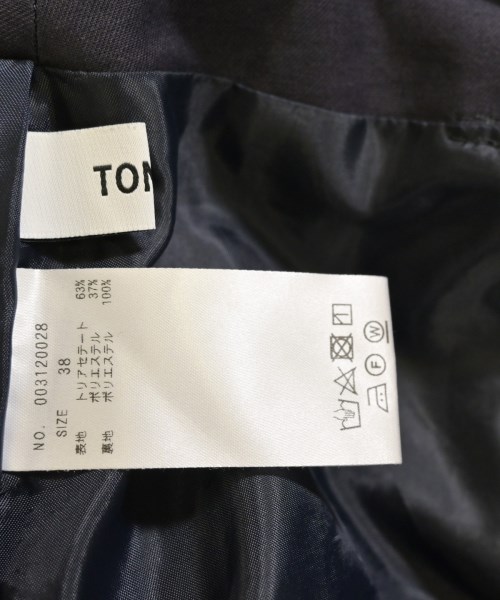 TON
NO. 003120028
SIZE 38
表地 トリアセテート 63%
ポリエステル 37%
裏地 ポリエステル 100%
F W